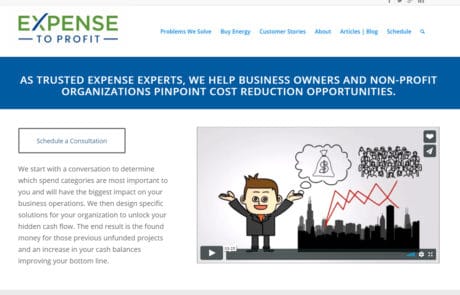 EXPENSE
TO PROFIT
Problems We Solve Buy Energy Customer Stories About Articles | Blog Schedule
AS TRUSTED EXPENSE EXPERTS, WE HELP BUSINESS OWNERS AND NON-PROFIT
ORGANIZATIONS PINPOINT COST REDUCTION OPPORTUNITIES.
Schedule a Consultation
We start with a conversation to determine
which spend categories are most important to
you and will have the biggest impact on your
business operations. We then design specific
solutions for your organization to unlock your
hidden cash flow. The end result is the found
money for those previous unfunded projects
and an increase in your cash balances
improving your bottom line.
$